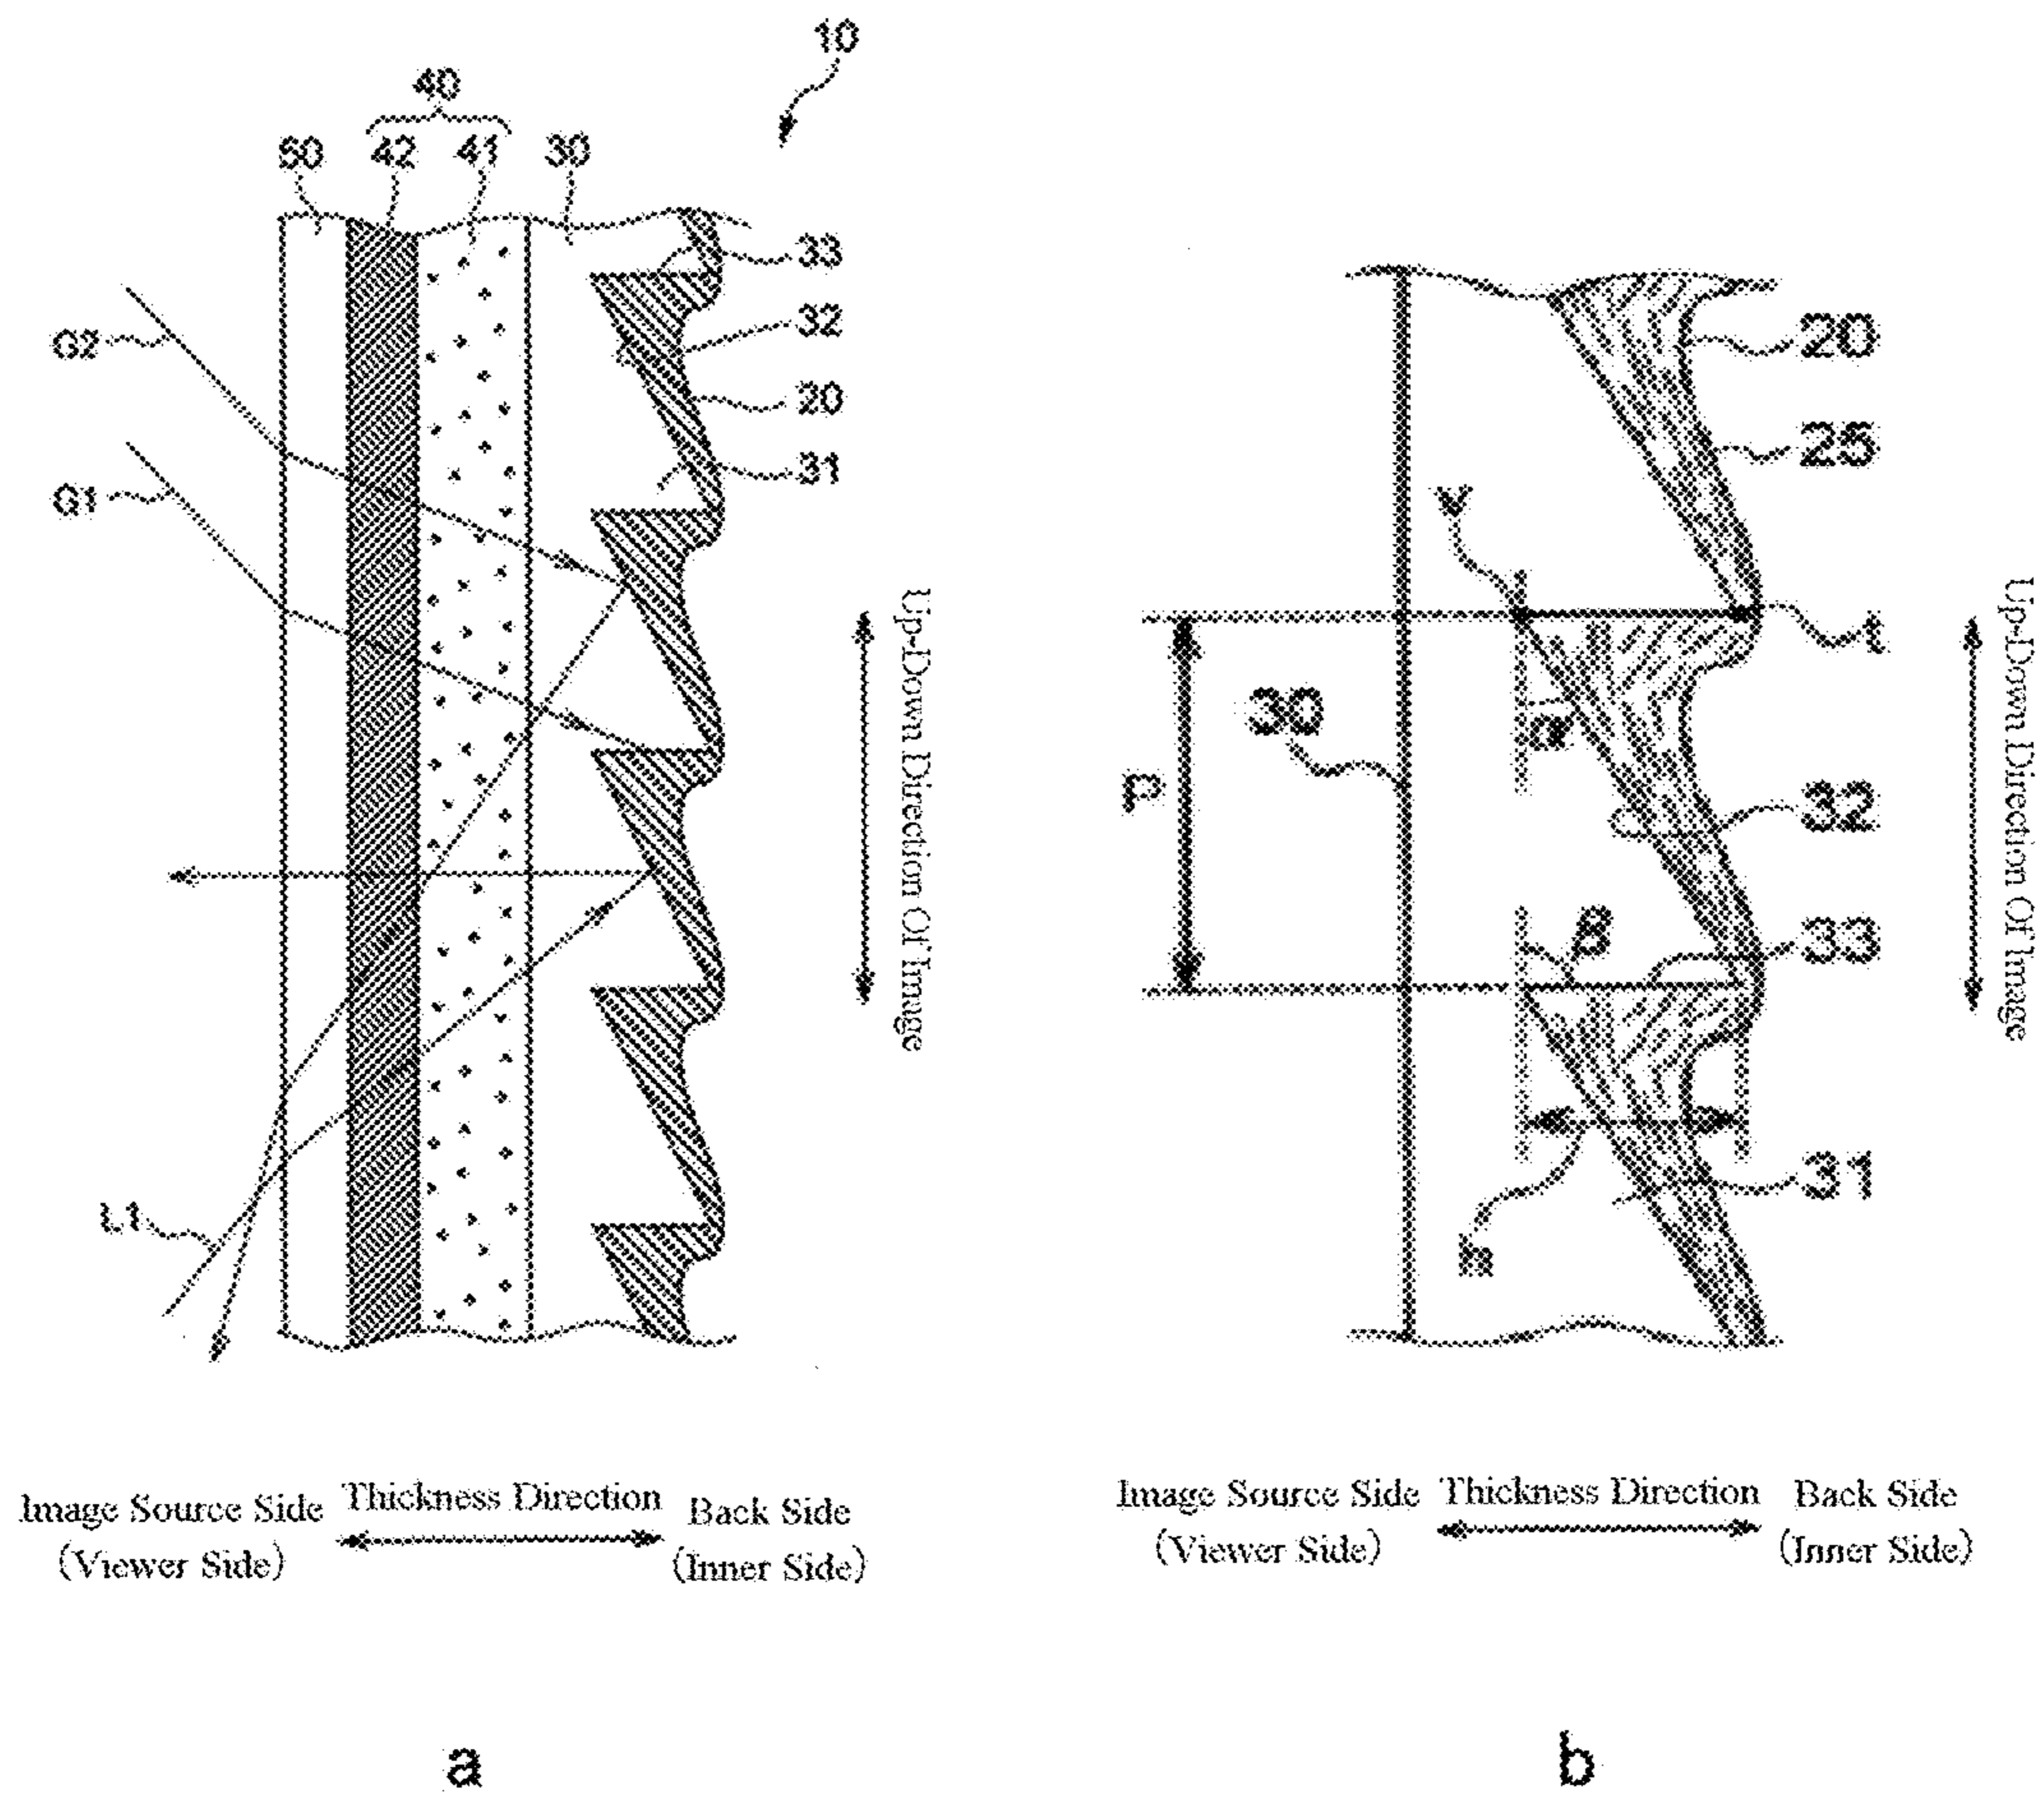 10
40
50 42 41 30
33
G2
32
20
31
G1
Up-Down Direction Of Image
L1
Image Source Side
(Viewer Side)
Thickness Direction
Back Side
(Inner Side)
a
20
25
v
t
30
α
P
32
β
33
31
h
Up-Down Direction Of Image
Image Source Side
(Viewer Side)
Thickness Direction
Back Side
(Inner Side)
b